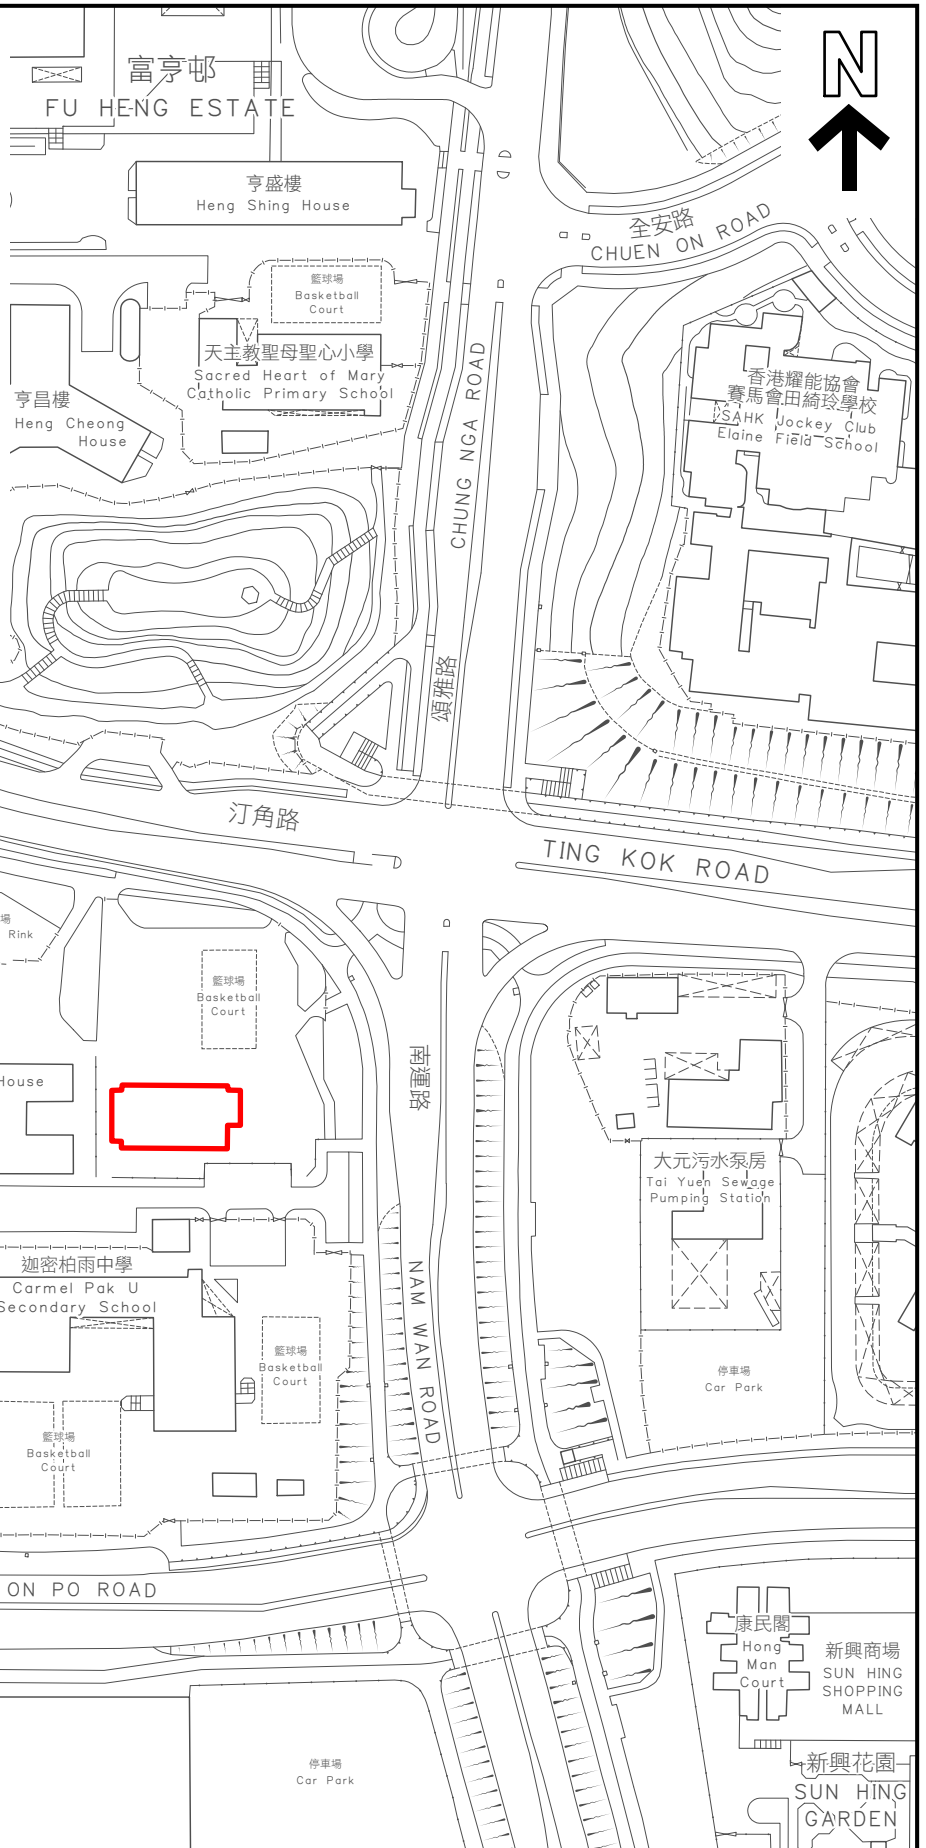 N
富亨邨
FU HENG ESTATE
亨盛樓
Heng Shing House
全安路
CHUEN ON ROAD
籃球場
Basketball
Court
天主教聖母聖心小學
Sacred Heart of Mary
Catholic Primary School
亨昌樓
Heng Cheong
House
CHUNG NGA ROAD
頌雅路
香港耀能協會
賽馬會田綺玲學校
SAHK Jockey Club
Elaine Field School
汀角路
TING KOK ROAD
場
Rink
籃球場
Basketball
Court
南運路
House
大元污水泵房
Tai Yuen Sewage
Pumping Station
迦密柏雨中學
Carmel Pak U
Secondary School
NAM WAN ROAD
籃球場
Basketball
Court
停車場
Car Park
籃球場
Basketball
Court
ON PO ROAD
康民閣
Hong
Man
Court
新興商場
SUN HING
SHOPPING
MALL
停車場
Car Park
新興花園
SUN HING
GARDEN